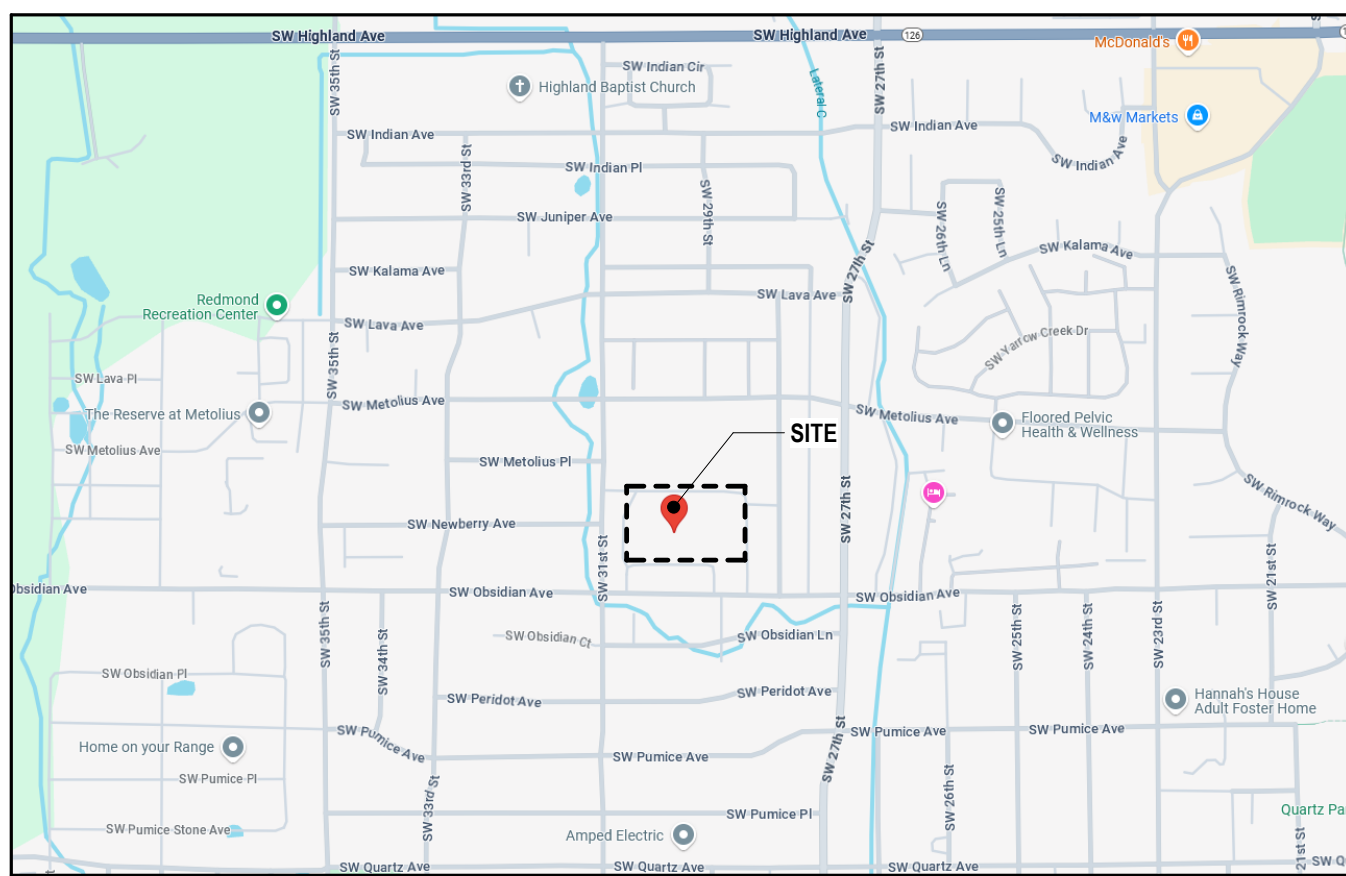 SW Highland Ave
SW Highland Ave
126
McDonald's
SW 35th St
SW Indian Cir
Highland Baptist Church
Lateral C
SW 27th St
M&w Markets
SW Indian Ave
SW Indian Ave
SW Indian Ave
SW 33rd St
SW Indian Pl
SW 29th St
SW 26th Ln
SW 25th Ln
SW Juniper Ave
SW Kalama Ave
SW 27th St
SW Kalama Ave
SW Rimrock Way
Redmond
Recreation Center
SW Lava Ave
SW Lava Ave
SW Yarrow Creek Dr
SW 35th St
SW 31st St
SW Lava Pl
SW Metolius Ave
The Reserve at Metolius
SW Metolius Ave
Floored Pelvic
Health & Wellness
SITE
SW Metolius Ave
SW Metolius Pl
SW Rimrock Way
SW 27th St
SW Newberry Ave
SW 31st St
SW 21st St
Obsidian Ave
SW Obsidian Ave
SW Obsidian Ave
SW 35th St
SW 34th St
SW Obsidian Ct
SW Obsidian Ln
SW 25th St
SW 24th St
SW 23rd St
SW Obsidian Pl
SW Peridot Ave
SW Peridot Ave
Hannah's House
Adult Foster Home
Home on your Range
SW Pumice Ave
SW Pumice Ave
SW 27th St
SW Pumice Ave
SW Pumice Ave
SW Pumice Pl
SW 33rd St
SW 26th St
SW Pumice Pl
Quartz Pa
SW Pumice Stone Ave
Amped Electric
21st St
SW Quartz Ave
SW Quartz Ave
SW Quartz Ave
SW Q